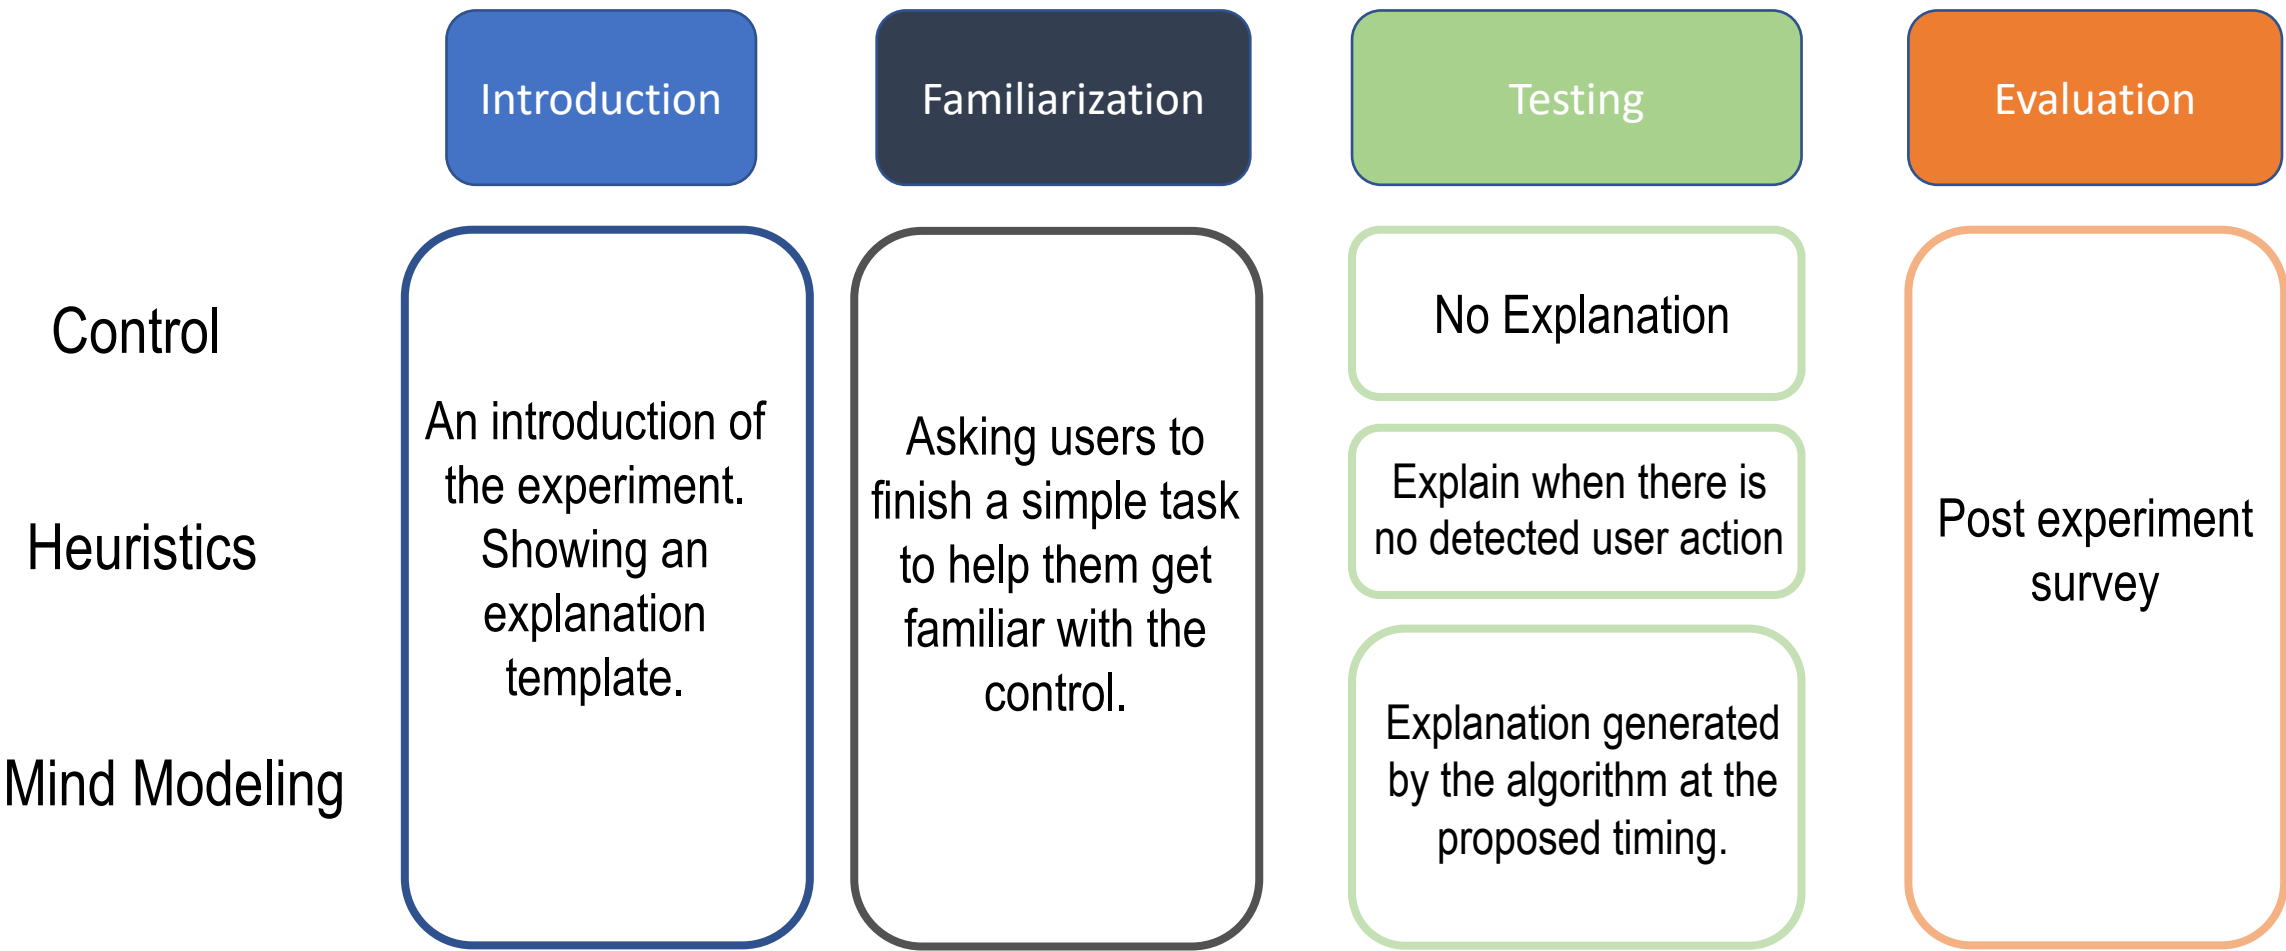 Introduction
Familiarization
Testing
Evaluation
Control
Heuristics
Mind Modeling
An introduction of
the experiment.
Showing an
explanation
template.
Asking users to
finish a simple task
to help them get
familiar with the
control.
No Explanation
Explain when there is
no detected user action
Explanation generated
by the algorithm at the
proposed timing.
Post experiment
survey